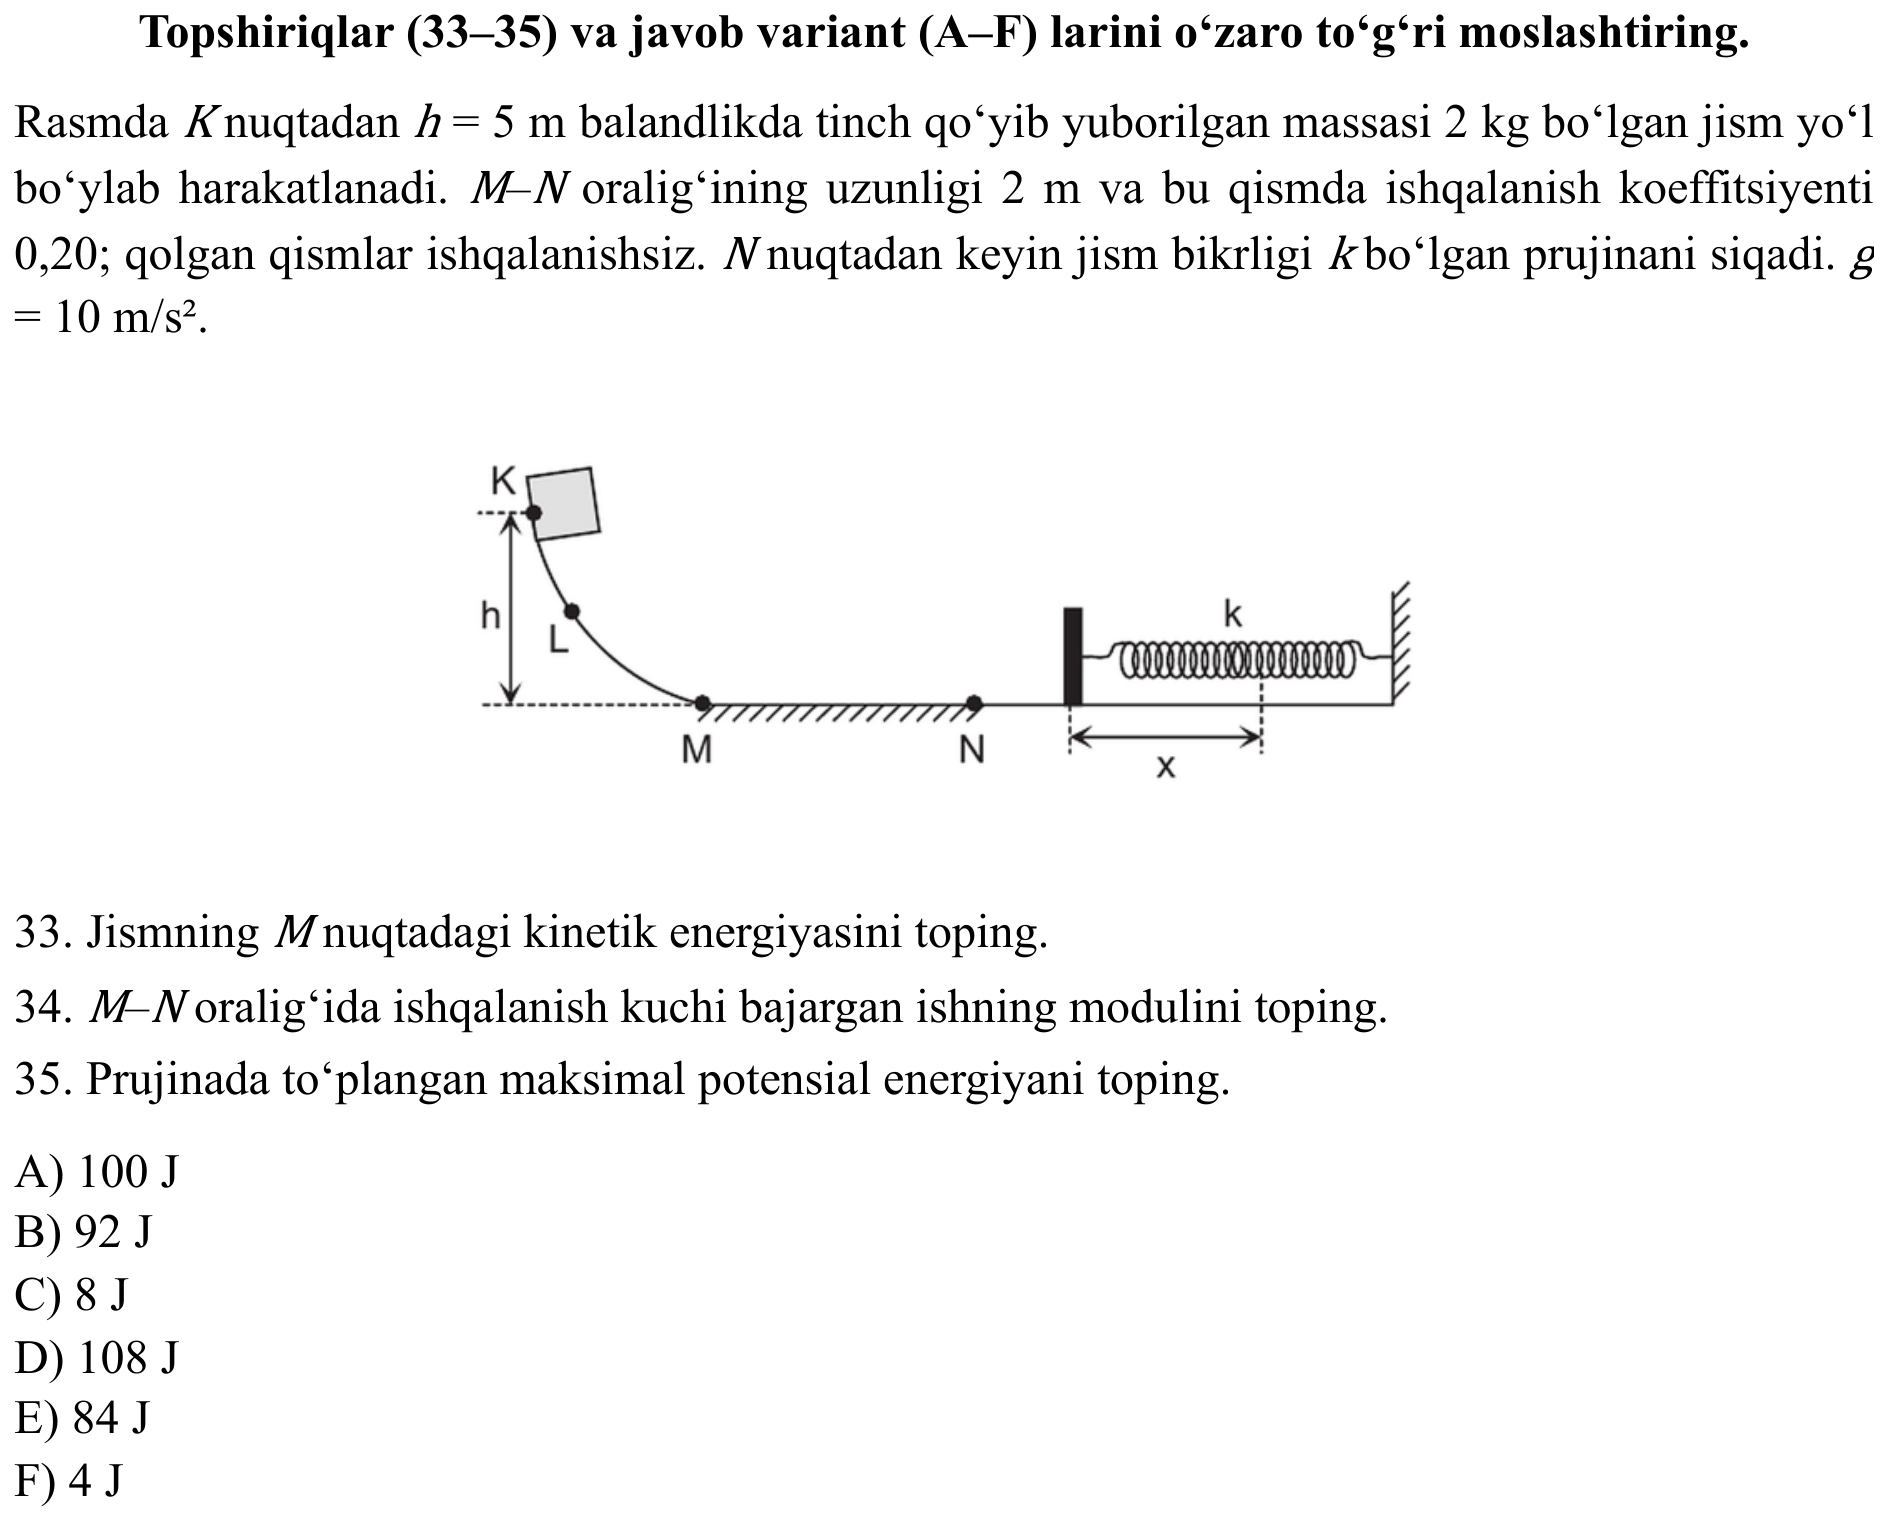 Topshiriqlar (33–35) va javob variant (A–F) larini o‘zaro to‘g‘ri moslashtiring.
Rasmda K nuqtadan h = 5 m balandlikda tinch qo‘yib yuborilgan massasi 2 kg bo‘lgan jism yo‘l
bo‘ylab harakatlanadi. M–N oralig‘ining uzunligi 2 m va bu qismda ishqalanish koeffitsiyenti
0,20; qolgan qismlar ishqalanishsiz. N nuqtadan keyin jism bikrligi k bo‘lgan prujinani siqadi. g
= 10 m/s².
K
h
L
k
M
N
x
33. Jismning M nuqtadagi kinetik energiyasini toping.
34. M–N oralig‘ida ishqalanish kuchi bajargan ishning modulini toping.
35. Prujinada to‘plangan maksimal potensial energiyani toping.
A) 100 J
B) 92 J
C) 8 J
D) 108 J
E) 84 J
F) 4 J